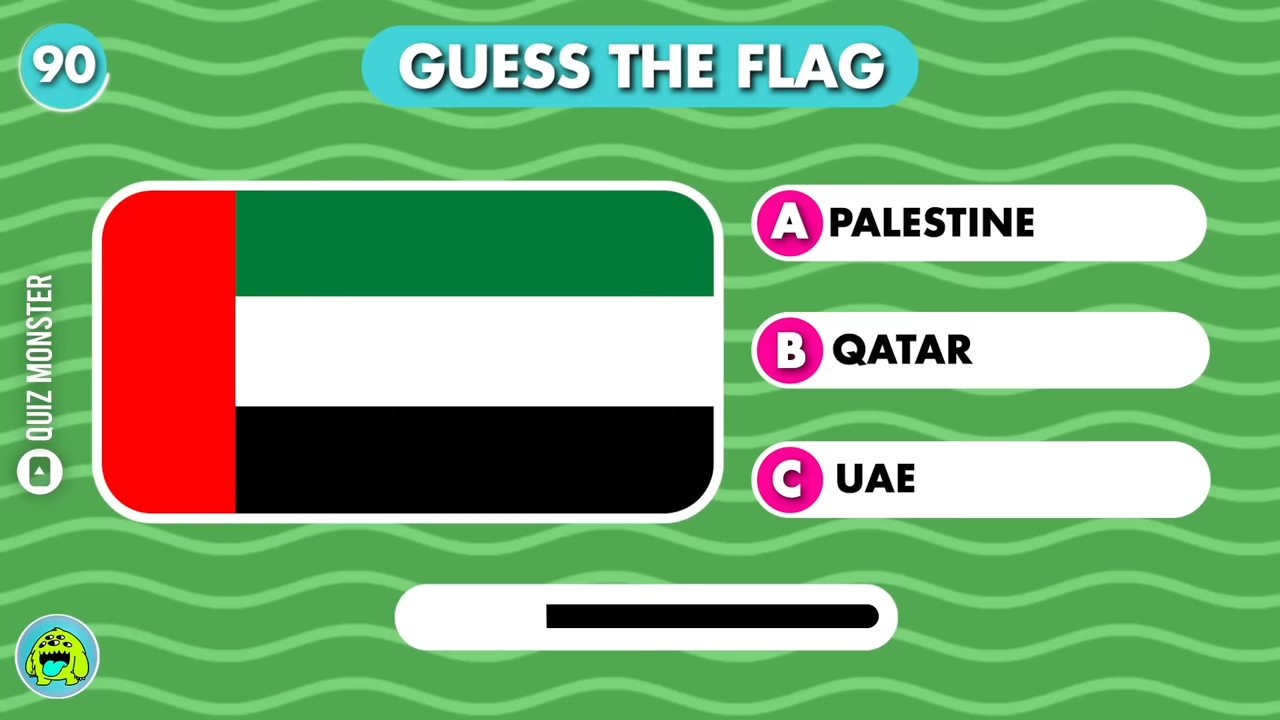 90
GUESS THE FLAG
A PALESTINE
B QATAR
C UAE
QUIZ MONSTER